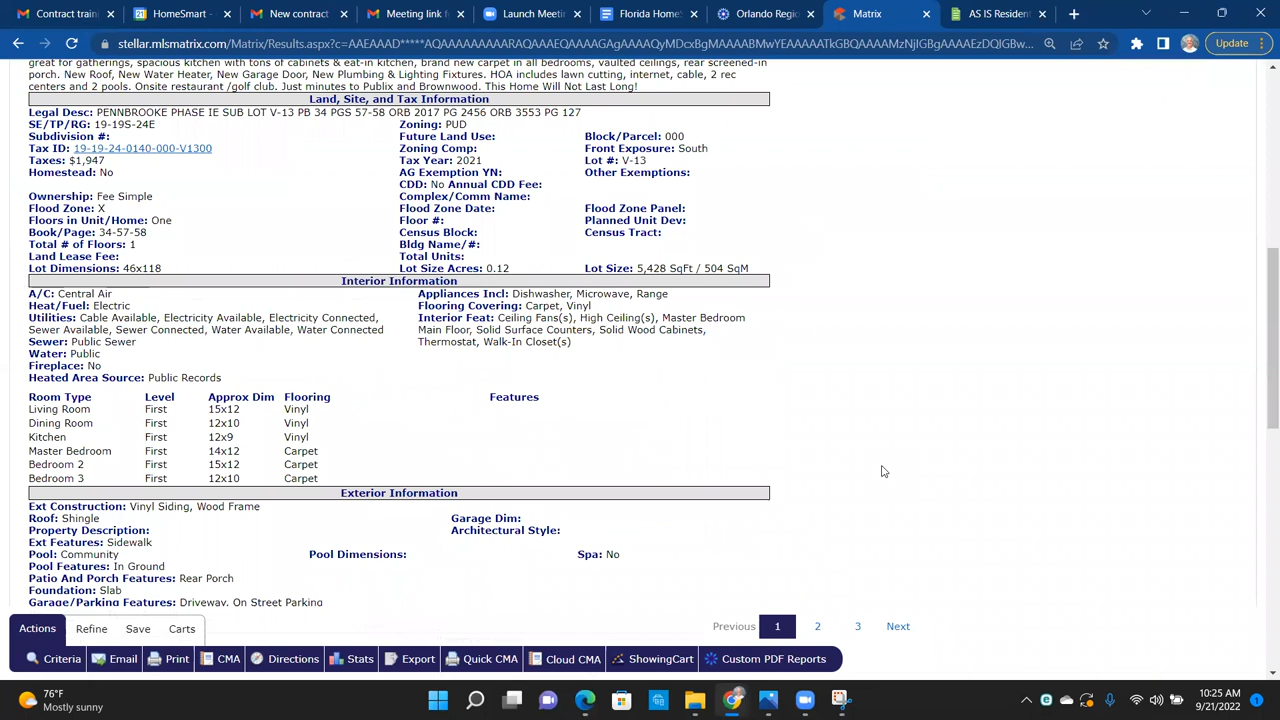 Contract traini
HomeSmart -
New contract
Meeting link f
Launch Meeti
Florida HomeS
Orlando Regio
Matrix
AS IS Resident
stellar.mlsmatrix.com/Matrix/Results.aspx?c=AAEAAAD*****AQAAAAAAAAARAQAAAEQAAAAGAgAAAAQyMDcxBgMAAAABMwYEAAAAATkGBQAAAAMzNjIGBgAAAAEzDQIGBw...
Update
great for gatherings, spacious kitchen with tons of cabinets & eat-in kitchen, brand new carpet in all bedrooms, vaulted ceilings, rear screened-in
porch. New Roof, New Water Heater, New Garage Door, New Plumbing & Lighting Fixtures. HOA includes lawn cutting, internet, cable, 2 rec
centers and 2 pools. Onsite restaurant /golf club. Just minutes to Publix and Brownwood. This Home Will Not Last Long!
Land, Site, and Tax Information
Legal Desc: PENNBROOKE PHASE IE SUB LOT V-13 PB 34 PGS 57-58 ORB 2017 PG 2456 ORB 3553 PG 127
SE/TP/RG: 19-19S-24E Zoning: PUD
Subdivision #: Future Land Use: Block/Parcel: 000
Tax ID: 19-19-24-0140-000-V1300 Zoning Comp: Front Exposure: South
Taxes: $1,947 Tax Year: 2021 Lot #: V-13
Homestead: No AG Exemption YN: Other Exemptions:
CDD: No Annual CDD Fee:
Ownership: Fee Simple Complex/Comm Name:
Flood Zone: X Flood Zone Date: Flood Zone Panel:
Floors in Unit/Home: One Floor #: Planned Unit Dev:
Book/Page: 34-57-58 Census Block: Census Tract:
Total # of Floors: 1 Bldg Name/#:
Land Lease Fee: Total Units:
Lot Dimensions: 46x118 Lot Size Acres: 0.12 Lot Size: 5,428 SqFt / 504 SqM
Interior Information
A/C: Central Air Appliances Incl: Dishwasher, Microwave, Range
Heat/Fuel: Electric Flooring Covering: Carpet, Vinyl
Utilities: Cable Available, Electricity Available, Electricity Connected, Interior Feat: Ceiling Fans(s), High Ceiling(s), Master Bedroom
Sewer Available, Sewer Connected, Water Available, Water Connected Main Floor, Solid Surface Counters, Solid Wood Cabinets,
Sewer: Public Sewer Thermostat, Walk-In Closet(s)
Water: Public
Fireplace: No
Heated Area Source: Public Records
Room Type Level Approx Dim Flooring Features
Living Room First 15x12 Vinyl
Dining Room First 12x10 Vinyl
Kitchen First 12x9 Vinyl
Master Bedroom First 14x12 Carpet
Bedroom 2 First 15x12 Carpet
Bedroom 3 First 12x10 Carpet
Exterior Information
Ext Construction: Vinyl Siding, Wood Frame
Roof: Shingle Garage Dim:
Property Description: Architectural Style:
Ext Features: Sidewalk
Pool: Community Pool Dimensions: Spa: No
Pool Features: In Ground
Patio And Porch Features: Rear Porch
Foundation: Slab
Garage/Parking Features: Driveway, On Street Parking
Actions Refine Save Carts
Previous 1 2 3 Next
Criteria Email Print CMA Directions Stats Export Quick CMA Cloud CMA ShowingCart Custom PDF Reports
76°F
Mostly sunny
10:25 AM
9/21/2022